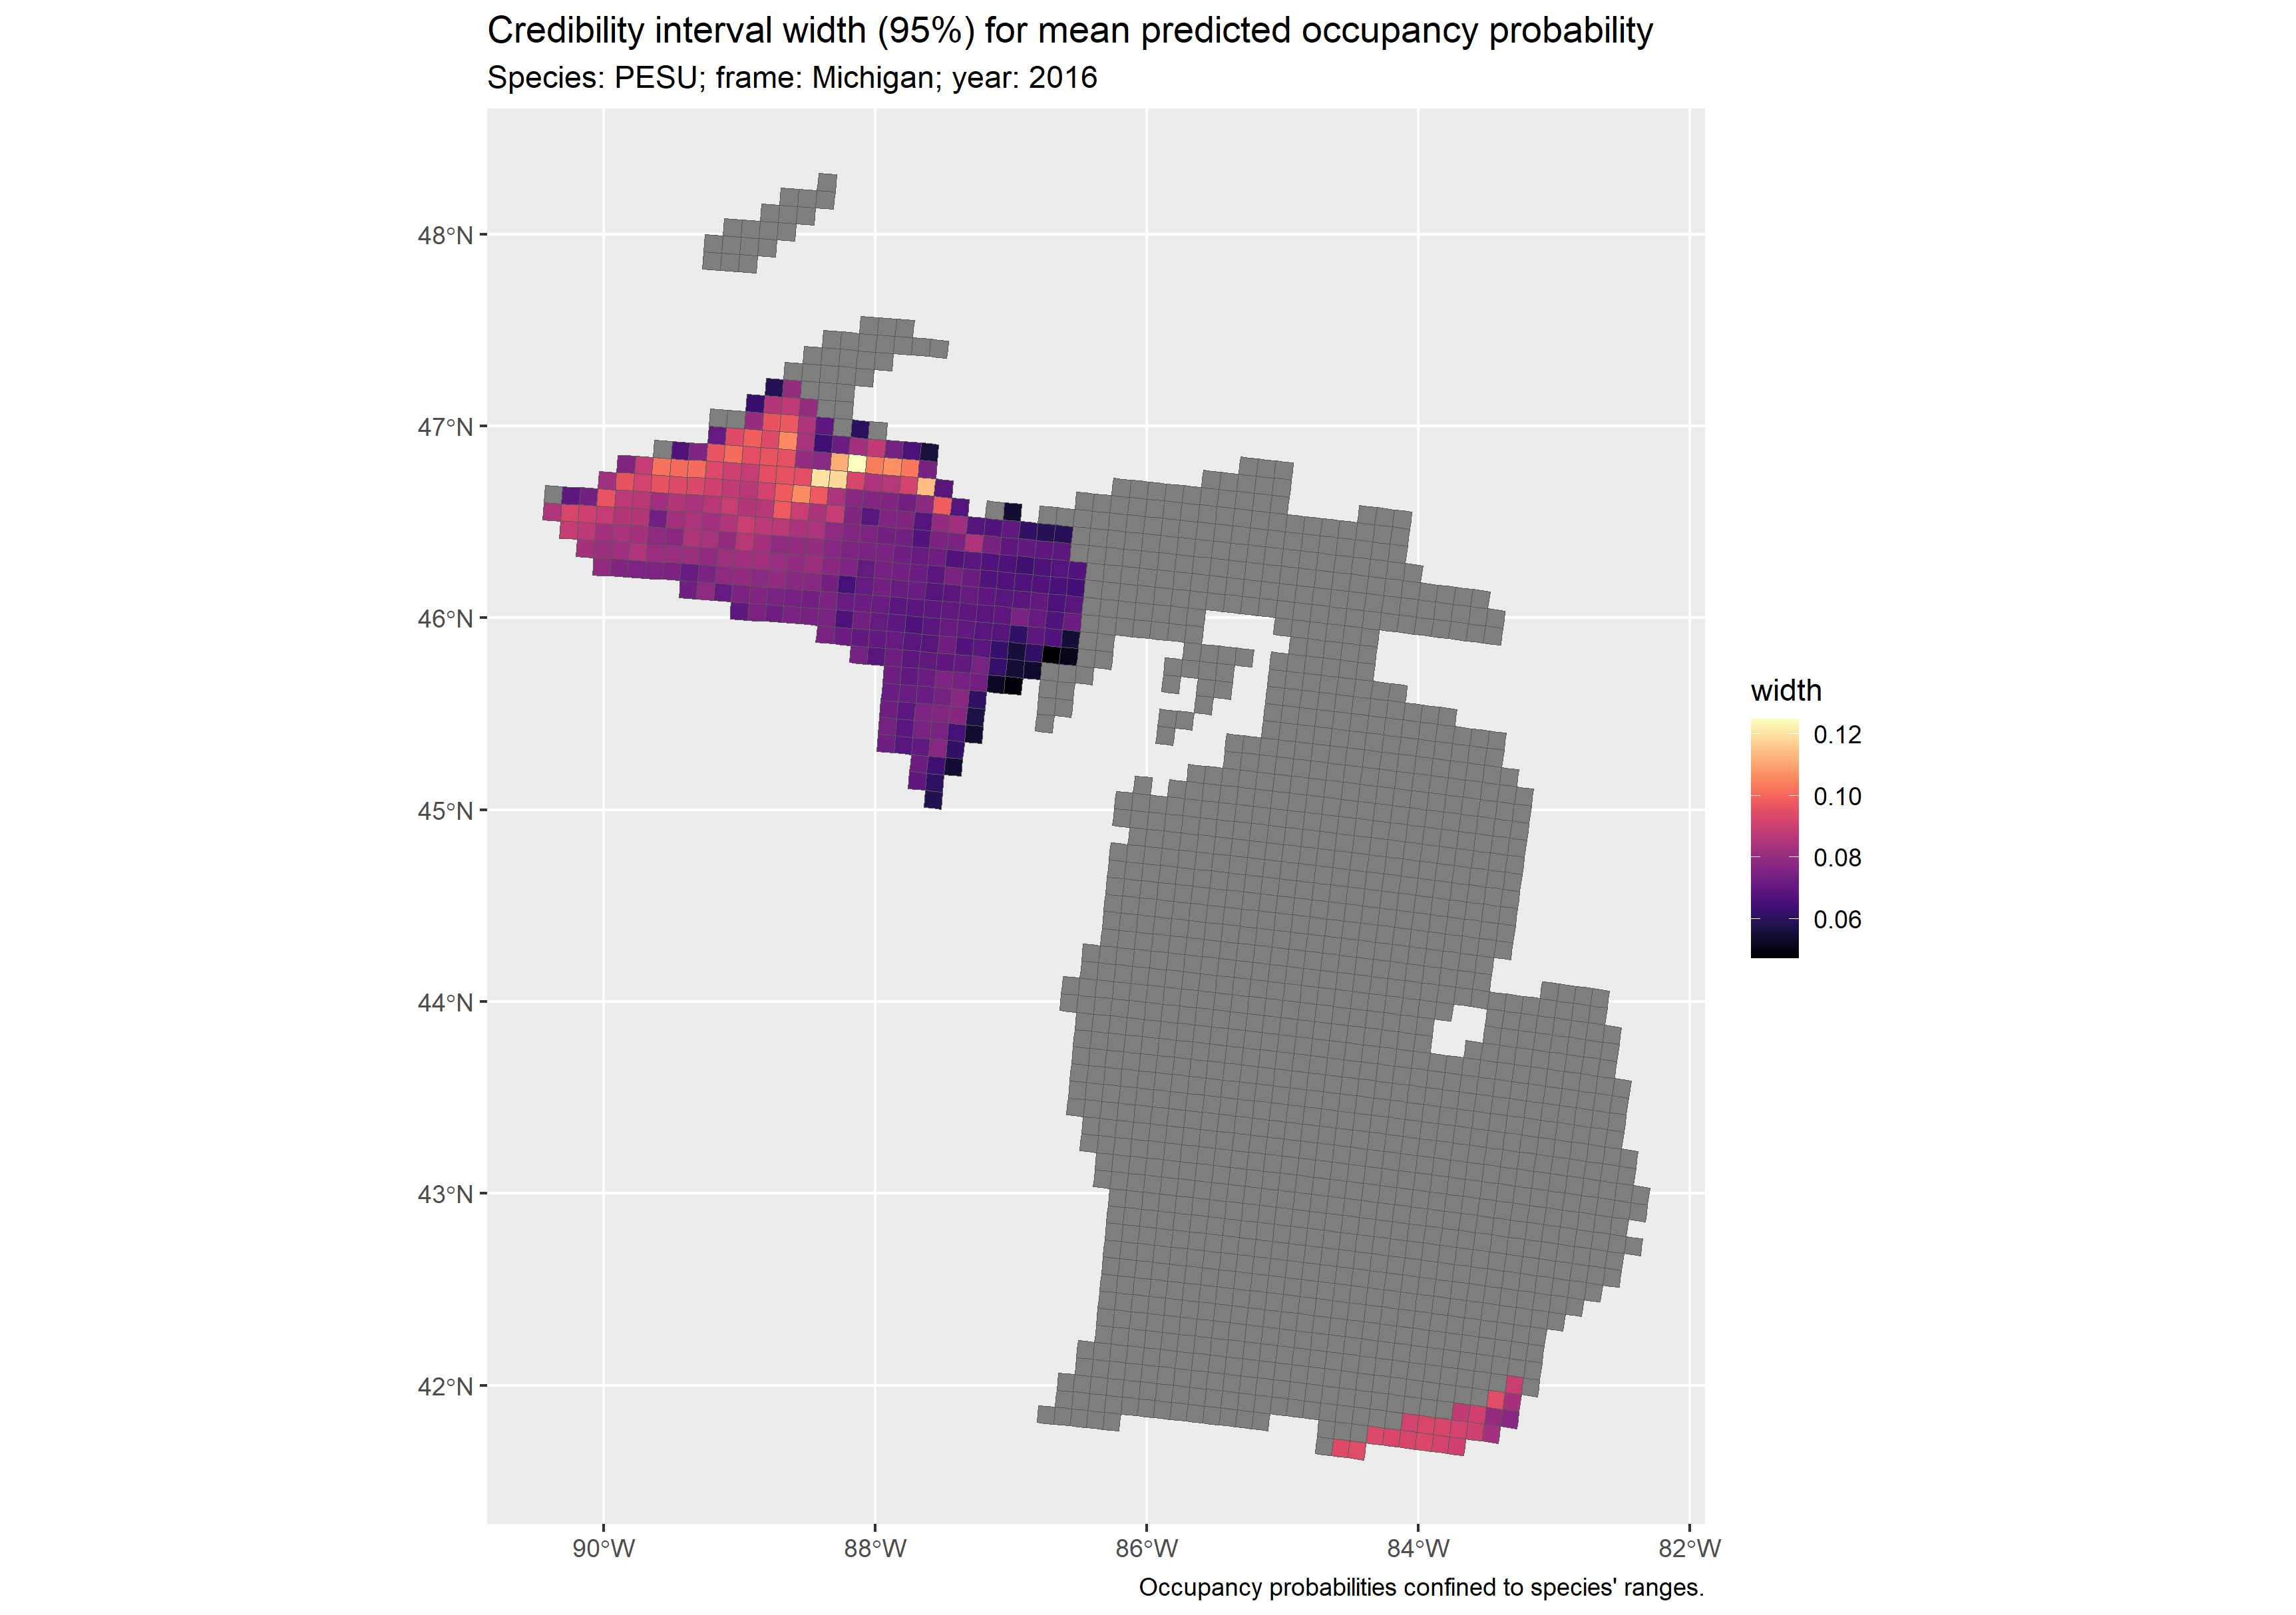 Credibility interval width (95%) for mean predicted occupancy probability
Species: PESU; frame: Michigan; year: 2016
48°N
47°N
46°N
45°N
44°N
43°N
42°N
90°W
88°W
86°W
84°W
82°W
width
0.12
0.10
0.08
0.06
Occupancy probabilities confined to species' ranges.